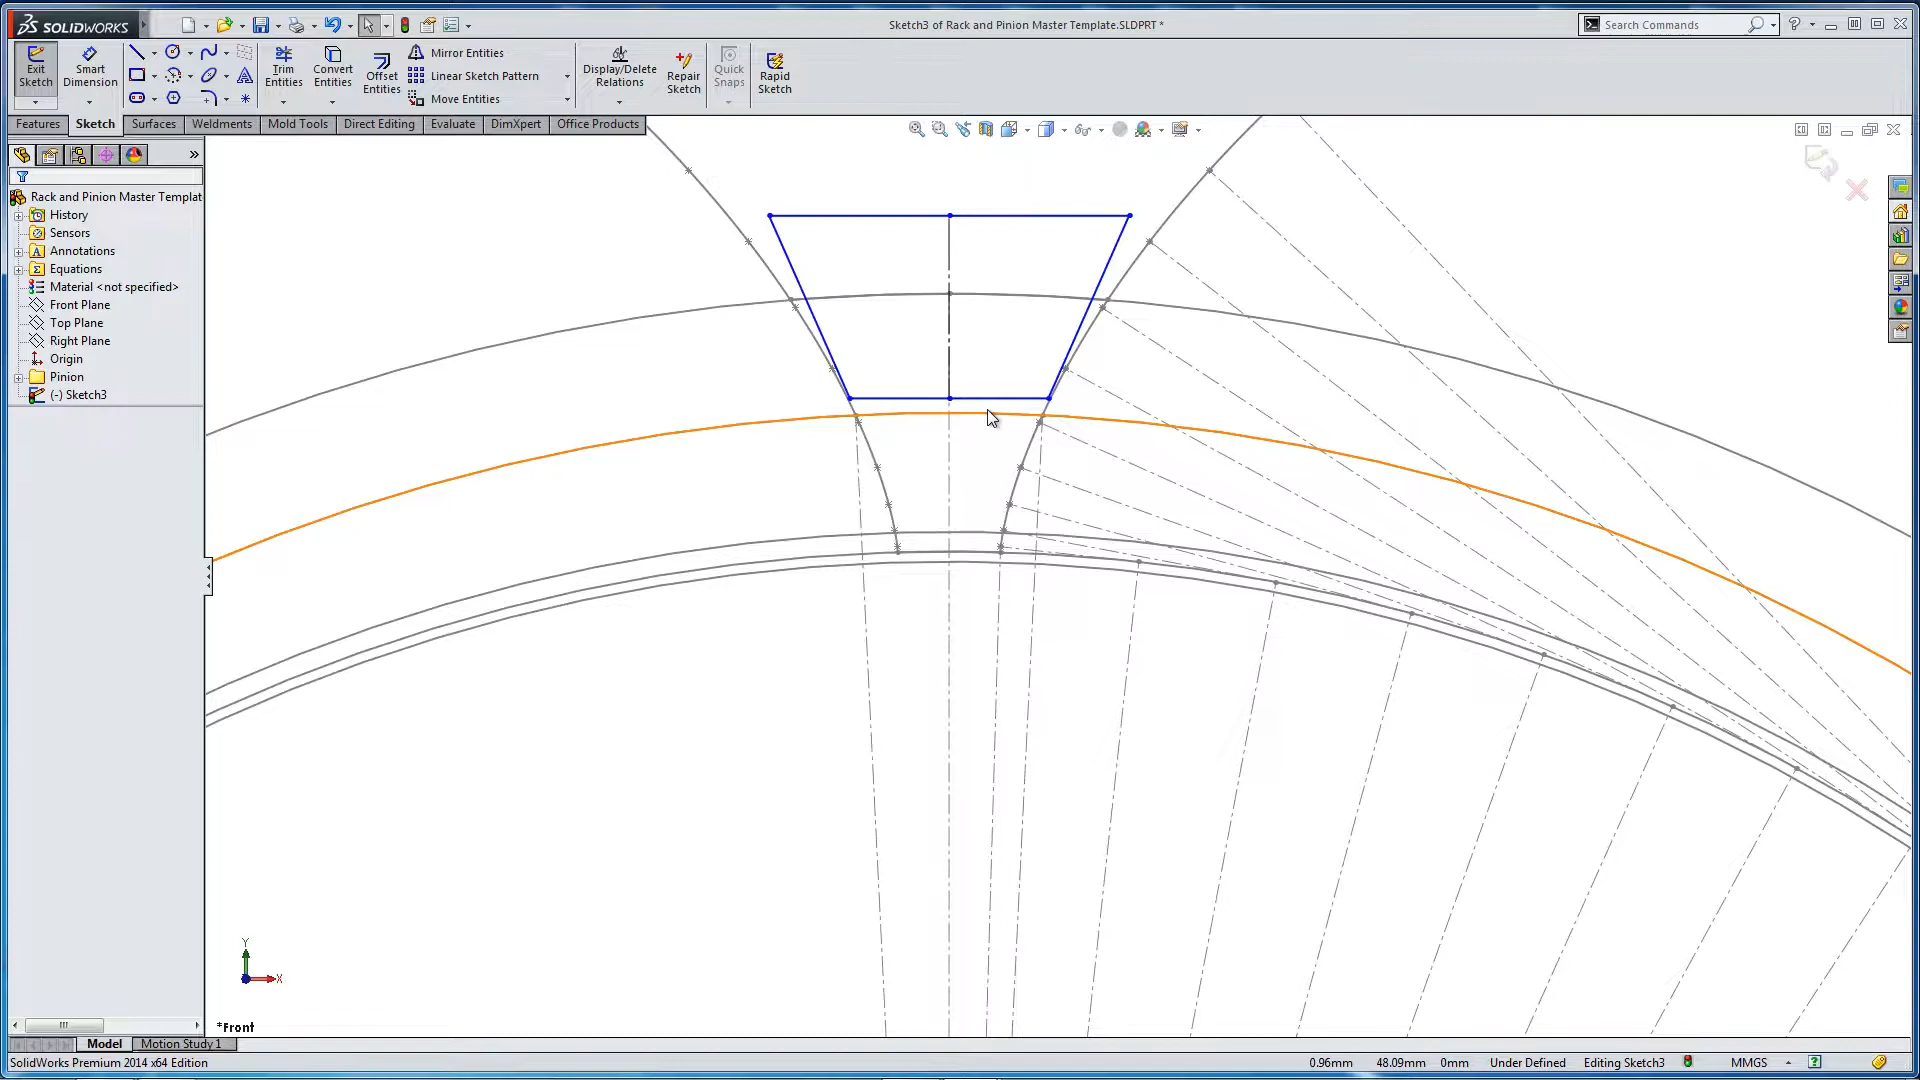 SOLIDWORKS
Sketch3 of Rack and Pinion Master Template.SLDPRT *
Search Commands
Exit Sketch
Smart Dimension
Trim Entities
Convert Entities
Offset Entities
Mirror Entities
Linear Sketch Pattern
Move Entities
Display/Delete Relations
Repair Sketch
Quick Snaps
Rapid Sketch
Features
Sketch
Surfaces
Weldments
Mold Tools
Direct Editing
Evaluate
DimXpert
Office Products
Rack and Pinion Master Templat
History
Sensors
Annotations
Equations
Material <not specified>
Front Plane
Top Plane
Right Plane
Origin
Pinion
(-) Sketch3
Y
X
*Front
Model
Motion Study 1
SolidWorks Premium 2014 x64 Edition
0.96mm
48.09mm
0mm
Under Defined
Editing Sketch3
MMGS